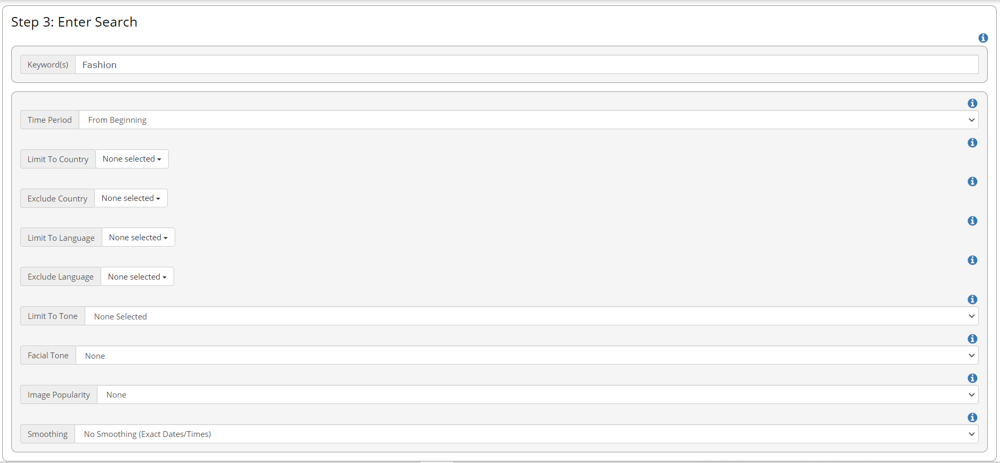 Step 3: Enter Search
Keyword(s) Fashion
Time Period From Beginning
Limit To Country None selected
Exclude Country None selected
Limit To Language None selected
Exclude Language None selected
Limit To Tone None Selected
Facial Tone None
Image Popularity None
Smoothing No Smoothing (Exact Dates/Times)